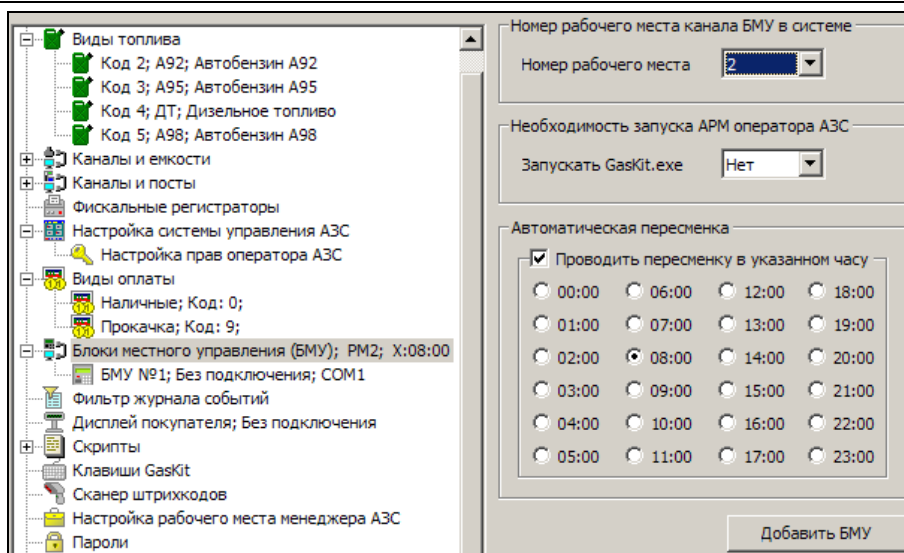 Виды топлива
Код 2; А92; Автобензин А92
Код 3; А95; Автобензин А95
Код 4; ДТ; Дизельное топливо
Код 5; А98; Автобензин А98
Каналы и емкости
Каналы и посты
Фискальные регистраторы
Настройка системы управления АЗС
Настройка прав оператора АЗС
Виды оплаты
Наличные; Код: 0;
Прокачка; Код: 9;
Блоки местного управления (БМУ); РМ2; X:08:00
БМУ №1; Без подключения; COM1
Фильтр журнала событий
Дисплей покупателя; Без подключения
Скрипты
Клавиши GasKit
Сканер штрихкодов
Настройка рабочего места менеджера АЗС
Пароли
Номер рабочего места канала БМУ в системе
Номер рабочего места 2
Необходимость запуска АРМ оператора АЗС
Запускать GasKit.exe Нет
Автоматическая пересменка
Проводить пересменку в указанном часу
00:00 06:00 12:00 18:00
01:00 07:00 13:00 19:00
02:00 08:00 14:00 20:00
03:00 09:00 15:00 21:00
04:00 10:00 16:00 22:00
05:00 11:00 17:00 23:00
Добавить БМУ